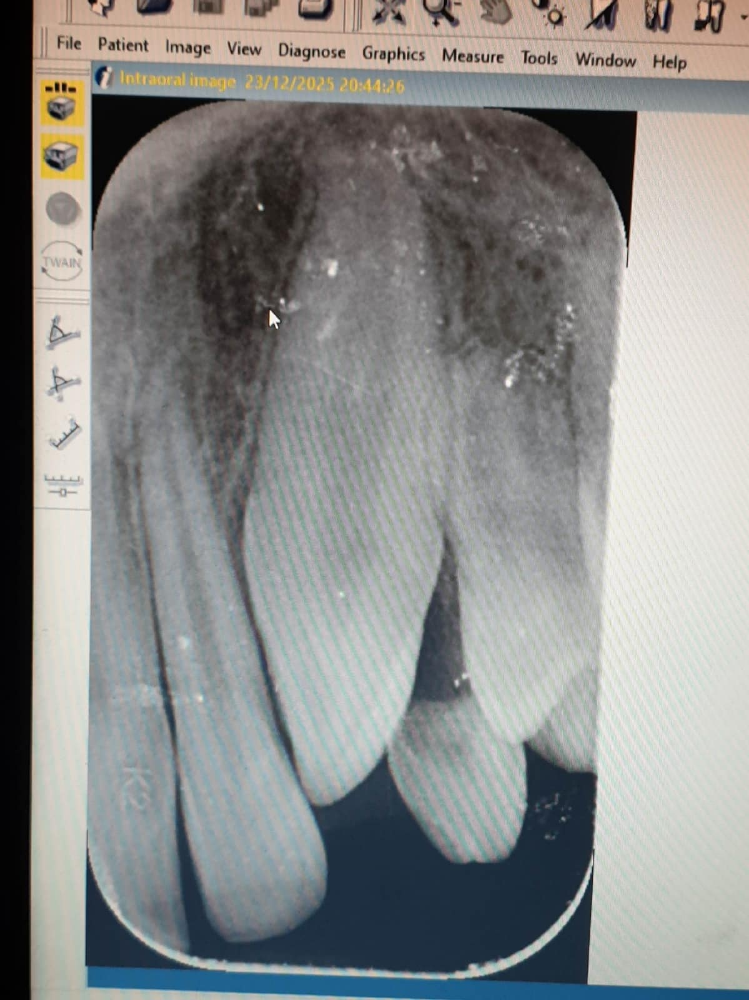 File Patient Image View Diagnose Graphics Measure Tools Window Help
Intraoral image 23/12/2025 20:44:26
TWAIN
K2